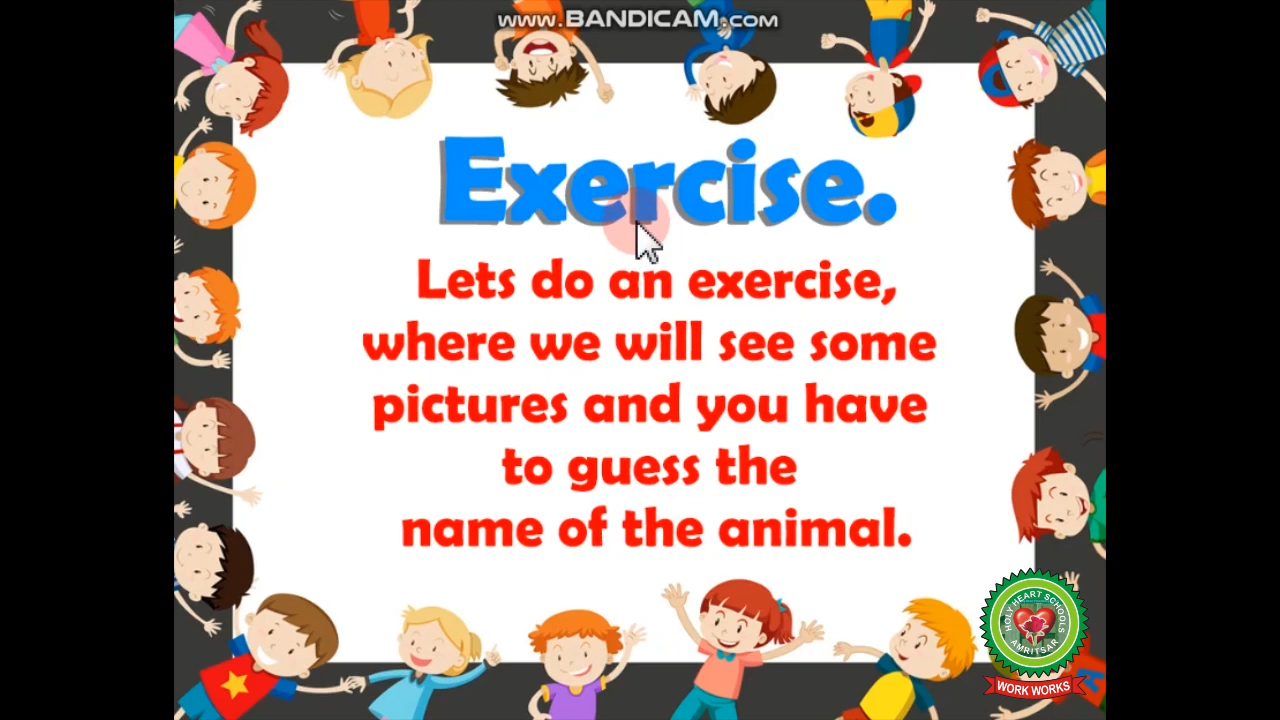 WWW.BANDICAM.COM
Exercise.
Lets do an exercise,
where we will see some
pictures and you have
to guess the
name of the animal.
HOLY HEART SCHOOLS
AMRITSAR
WORK WORKS